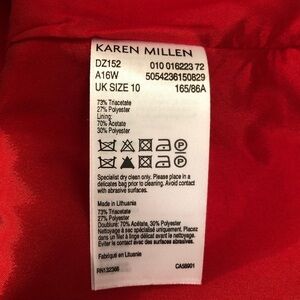 KAREN MILLEN
DZ152 010 016223 72
A16W 5054236150829
UK SIZE 10 165/86A
73% Triacetate
27% Polyester
Lining:
70% Acetate
30% Polyester
Specialist dry clean only. Please place in a
delicates bag prior to cleaning. Avoid contact
with abrasive surfaces.
Made in Lithuania
73% Triacetate
27% Polyester
Doublure: 70% Acétate, 30% Polyester
Nettoyage à sec spécialisé uniquement. Placez
dans un filet à linge délicat avant le nettoyage.
Eviter le contact avec des surfaces abrasives.
Fabriqué en Lituanie
RN132366 CA58901